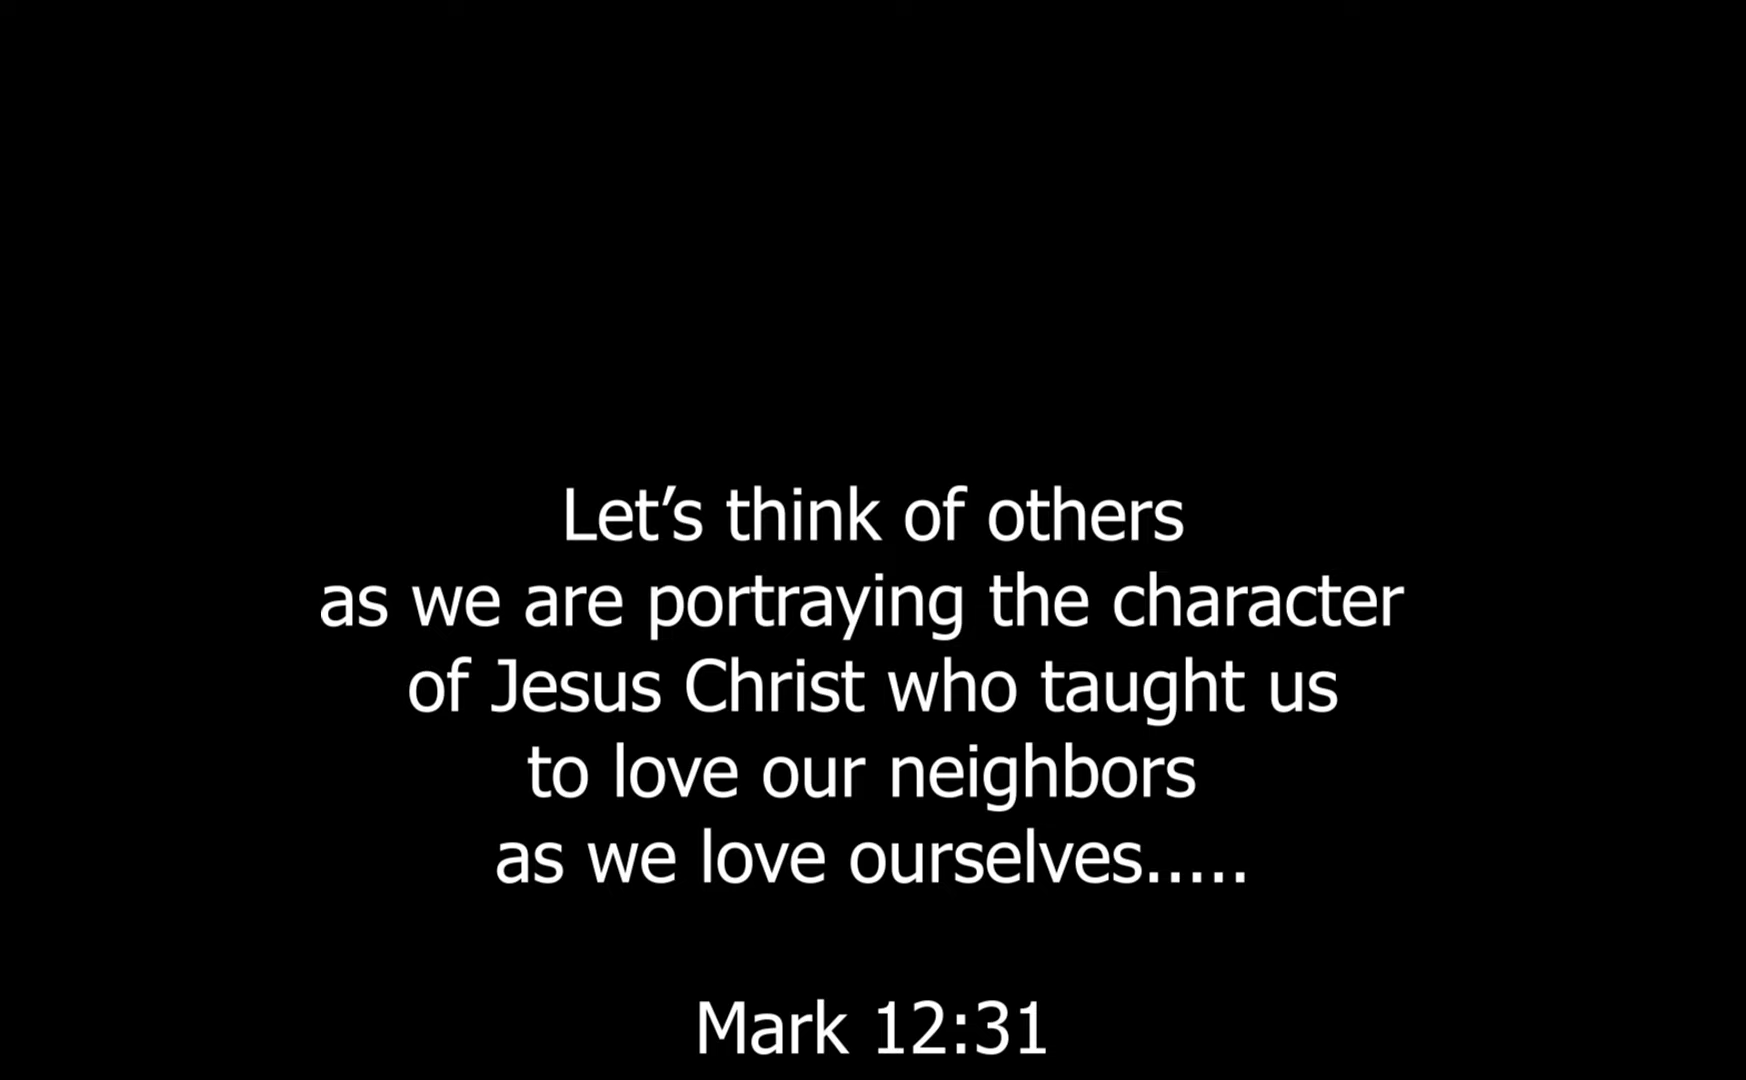 Let’s think of others
as we are portraying the character
of Jesus Christ who taught us
to love our neighbors
as we love ourselves.....
Mark 12:31